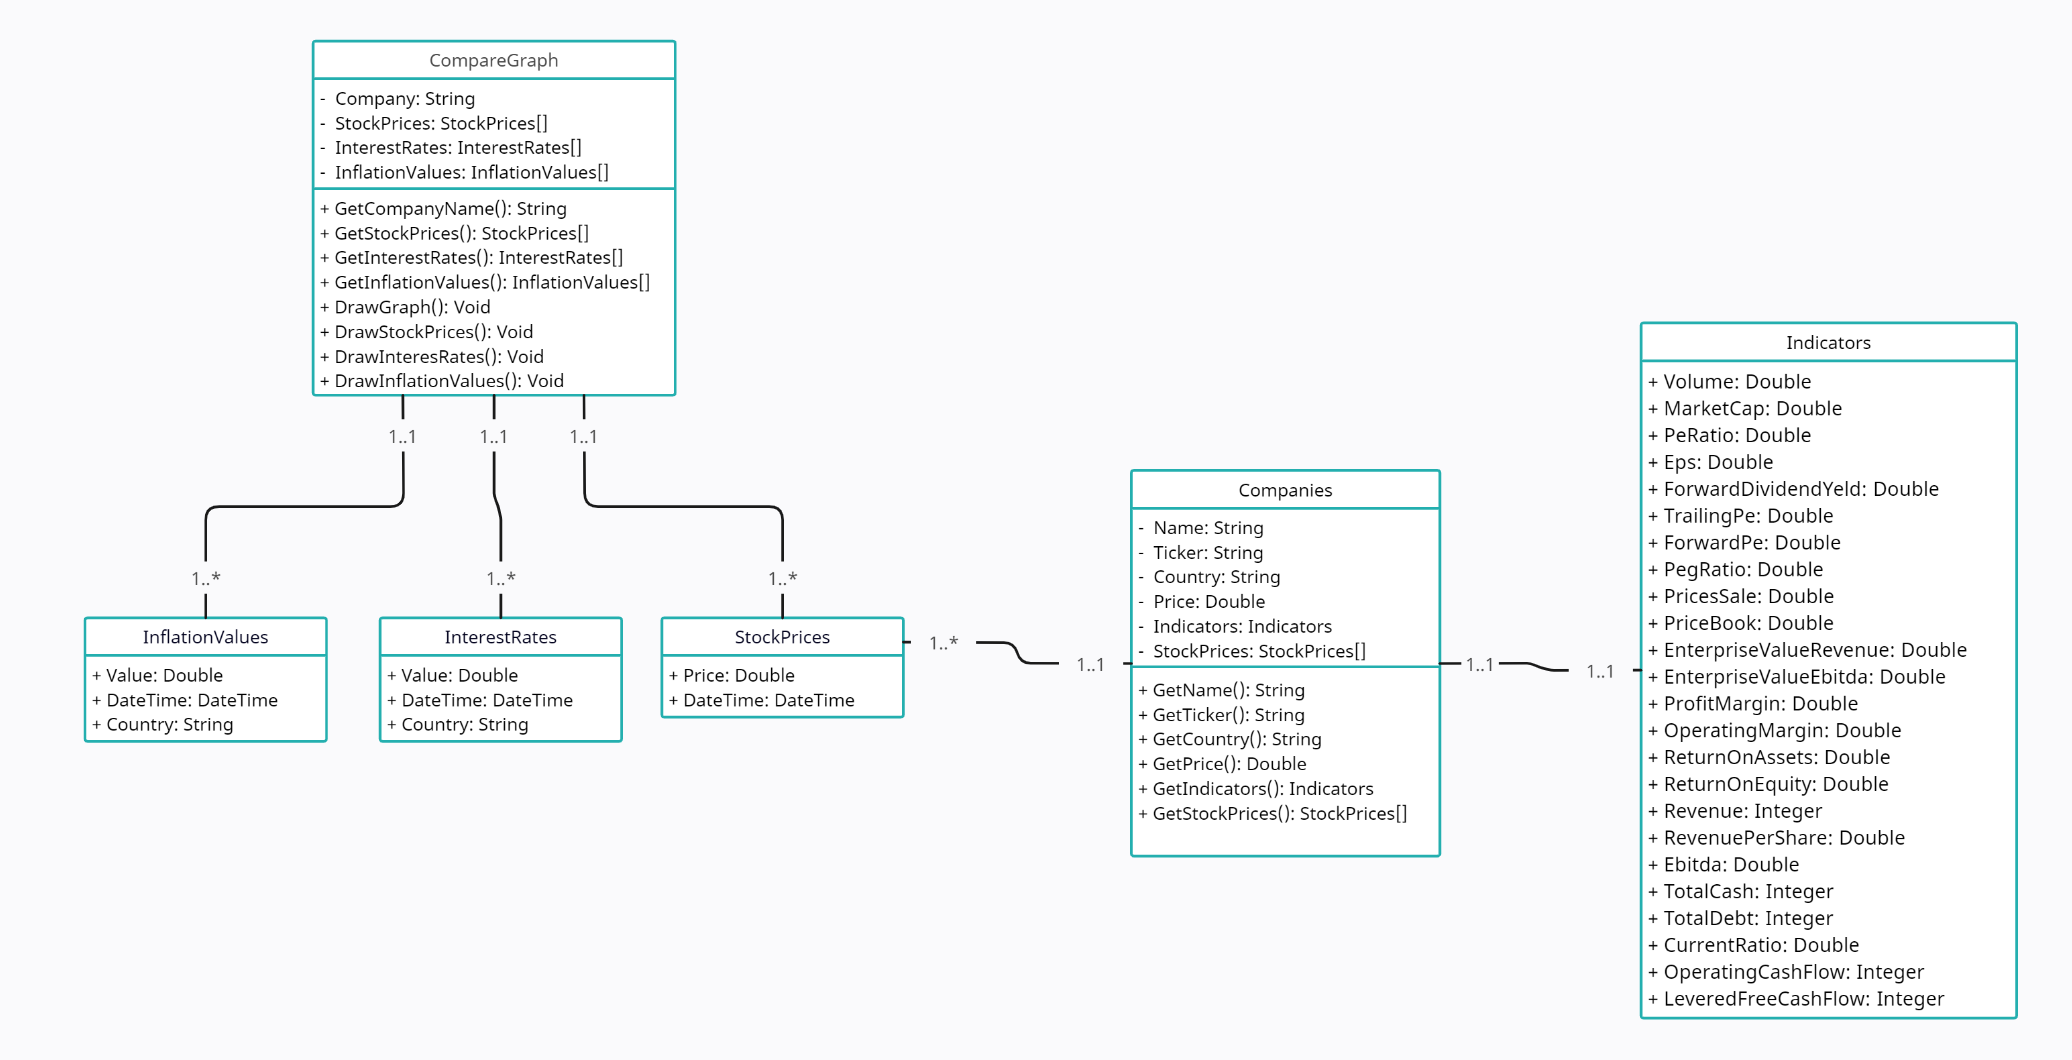 CompareGraph
- Company: String
- StockPrices: StockPrices[]
- InterestRates: InterestRates[]
- InflationValues: InflationValues[]
+ GetCompanyName(): String
+ GetStockPrices(): StockPrices[]
+ GetInterestRates(): InterestRates[]
+ GetInflationValues(): InflationValues[]
+ DrawGraph(): Void
+ DrawStockPrices(): Void
+ DrawInteresRates(): Void
+ DrawInflationValues(): Void
1..1
1..1
1..1
1..*
1..*
1..*
InflationValues
+ Value: Double
+ DateTime: DateTime
+ Country: String
InterestRates
+ Value: Double
+ DateTime: DateTime
+ Country: String
StockPrices
+ Price: Double
+ DateTime: DateTime
1..*
1..1
Companies
- Name: String
- Ticker: String
- Country: String
- Price: Double
- Indicators: Indicators
- StockPrices: StockPrices[]
+ GetName(): String
+ GetTicker(): String
+ GetCountry(): String
+ GetPrice(): Double
+ GetIndicators(): Indicators
+ GetStockPrices(): StockPrices[]
1..1
1..1
Indicators
+ Volume: Double
+ MarketCap: Double
+ PeRatio: Double
+ Eps: Double
+ ForwardDividendYeld: Double
+ TrailingPe: Double
+ ForwardPe: Double
+ PegRatio: Double
+ PricesSale: Double
+ PriceBook: Double
+ EnterpriseValueRevenue: Double
+ EnterpriseValueEbitda: Double
+ ProfitMargin: Double
+ OperatingMargin: Double
+ ReturnOnAssets: Double
+ ReturnOnEquity: Double
+ Revenue: Integer
+ RevenuePerShare: Double
+ Ebitda: Double
+ TotalCash: Integer
+ TotalDebt: Integer
+ CurrentRatio: Double
+ OperatingCashFlow: Integer
+ LeveredFreeCashFlow: Integer